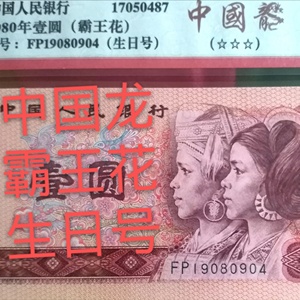 中国人民银行 17050487 中國龍
980年壹圆（霸王花）
号：FP19080904（生日号） （☆☆☆）
中国人民银行
中国龙
霸王花
壹圆
生日号
FP19080904